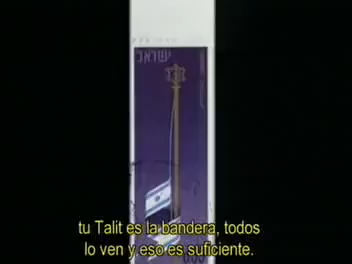 ישראל
tu Talit es la bandera, todos
lo ven y eso es suficiente.